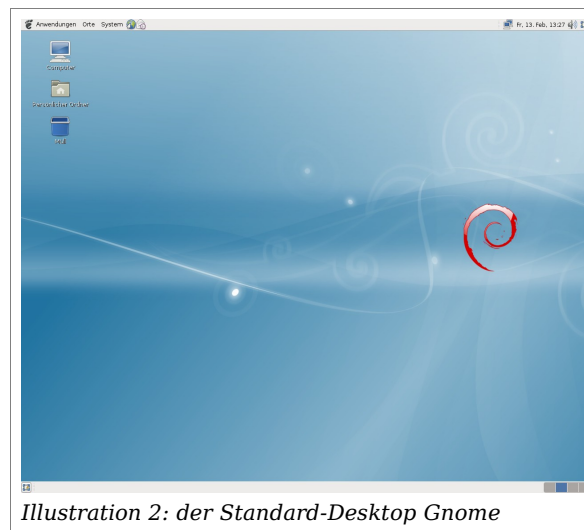 Anwendungen Orte System
Fr, 13. Feb, 13:27
Computer
Persönlicher Ordner
Müll
Illustration 2: der Standard-Desktop Gnome